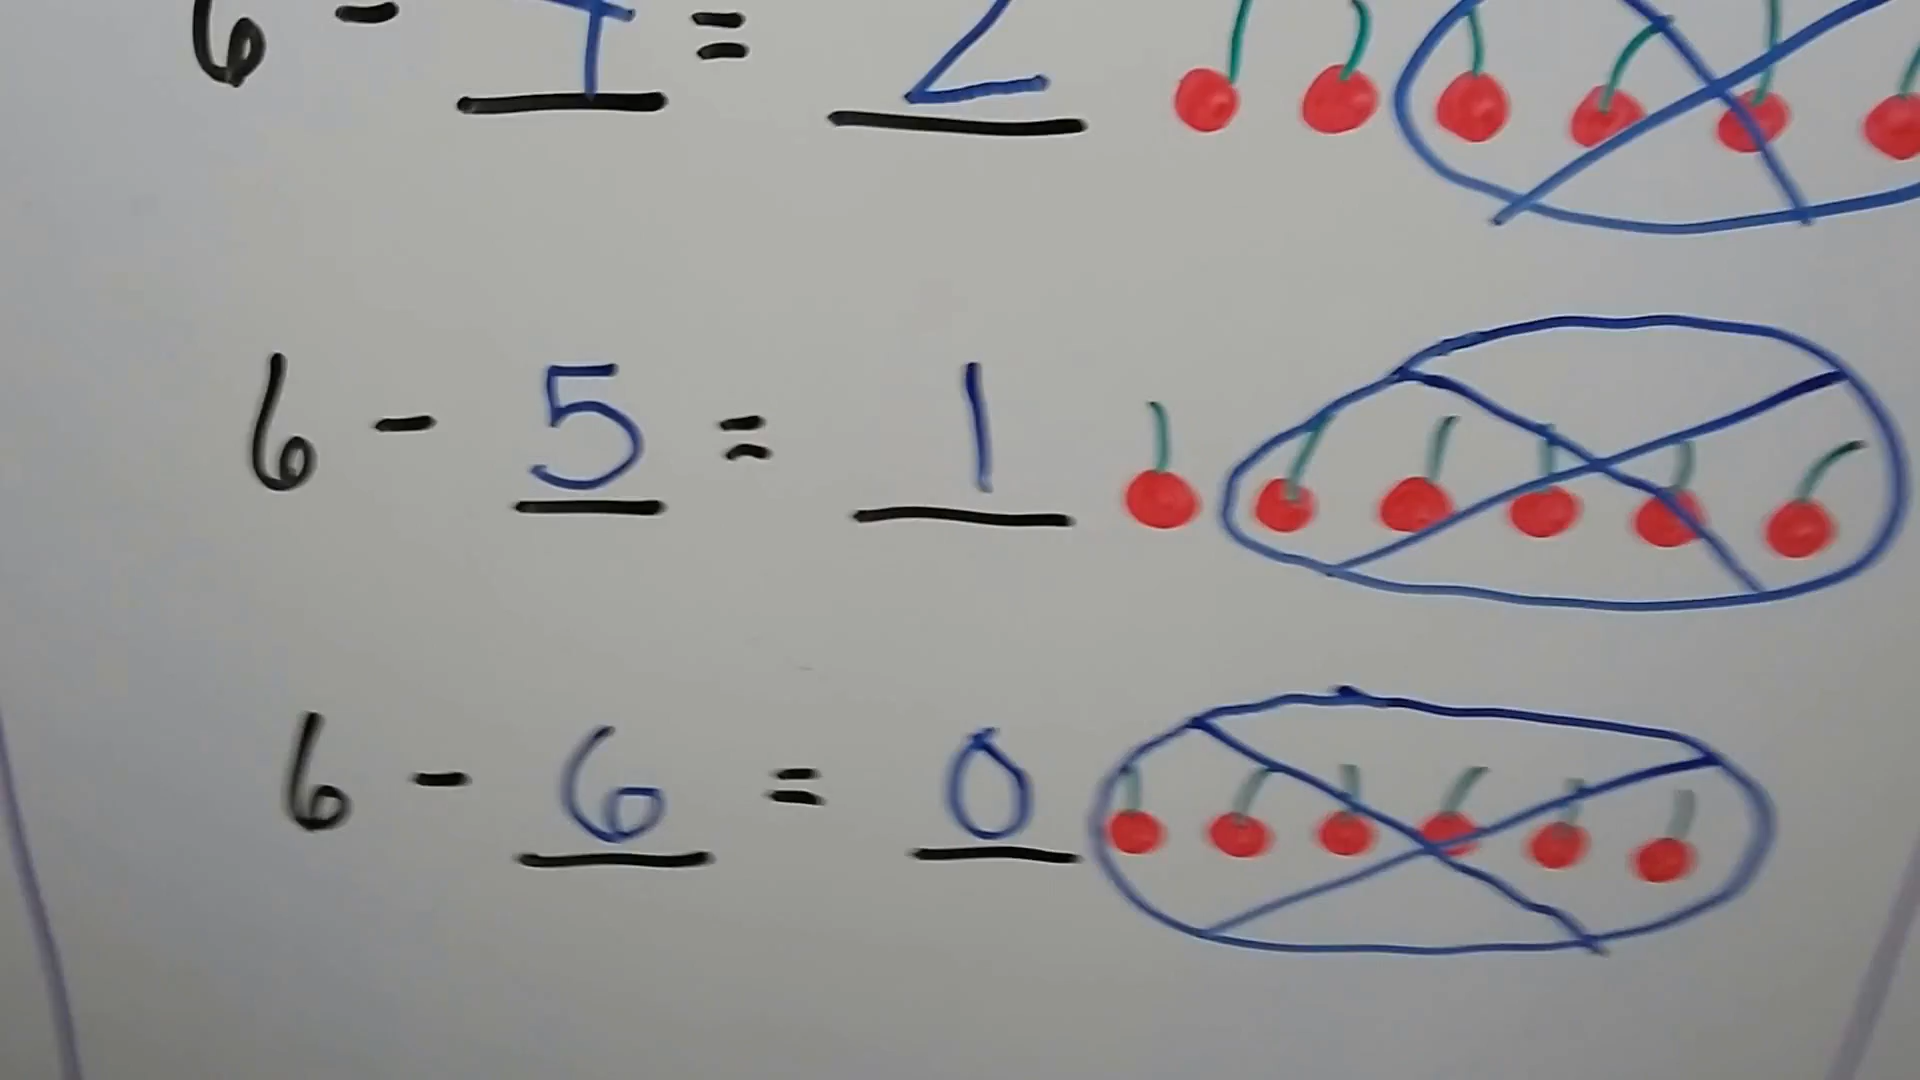 6 - 4 = 2
6 - 5 = 1
6 - 6 = 0